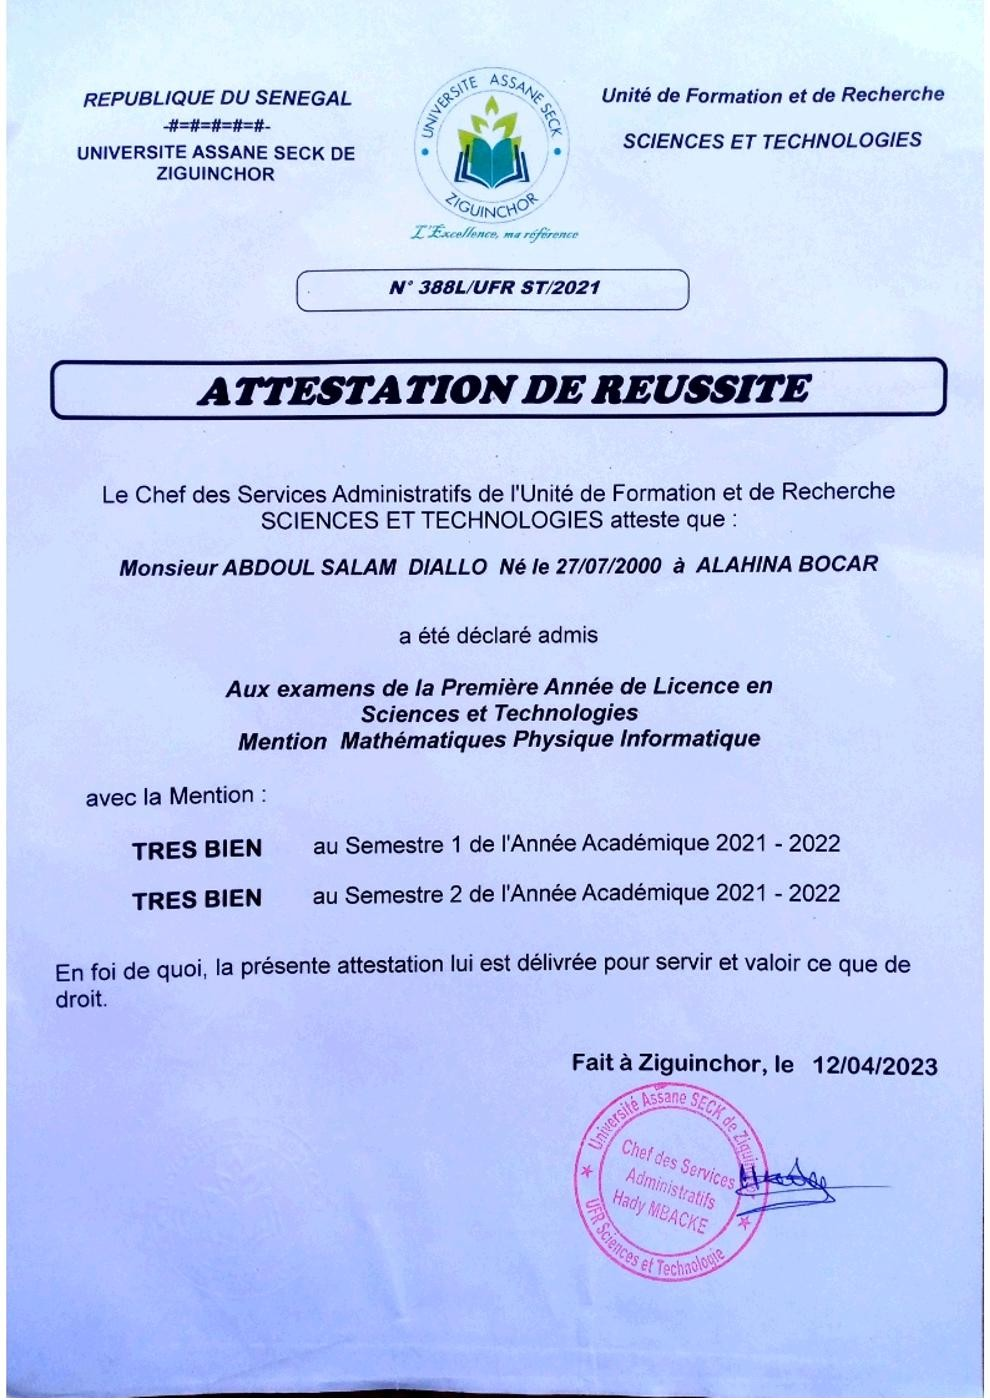 REPUBLIQUE DU SENEGAL
-#=#=#=#=#-
UNIVERSITE ASSANE SECK DE
ZIGUINCHOR
UNIVERSITE ASSANE SECK
ZIGUINCHOR
L'Excellence, ma référence
Unité de Formation et de Recherche
SCIENCES ET TECHNOLOGIES
N° 388L/UFR ST/2021
ATTESTATION DE REUSSITE
Le Chef des Services Administratifs de l'Unité de Formation et de Recherche
SCIENCES ET TECHNOLOGIES atteste que :
Monsieur ABDOUL SALAM DIALLO Né le 27/07/2000 à ALAHINA BOCAR
a été déclaré admis
Aux examens de la Première Année de Licence en
Sciences et Technologies
Mention Mathématiques Physique Informatique
avec la Mention :
TRES BIEN au Semestre 1 de l'Année Académique 2021 - 2022
TRES BIEN au Semestre 2 de l'Année Académique 2021 - 2022
En foi de quoi, la présente attestation lui est délivrée pour servir et valoir ce que de
droit.
Fait à Ziguinchor, le 12/04/2023
Université Assane SECK de Ziguinchor
Chef des Services
Administratifs
Hady MBACKE
UFR Sciences et Technologie